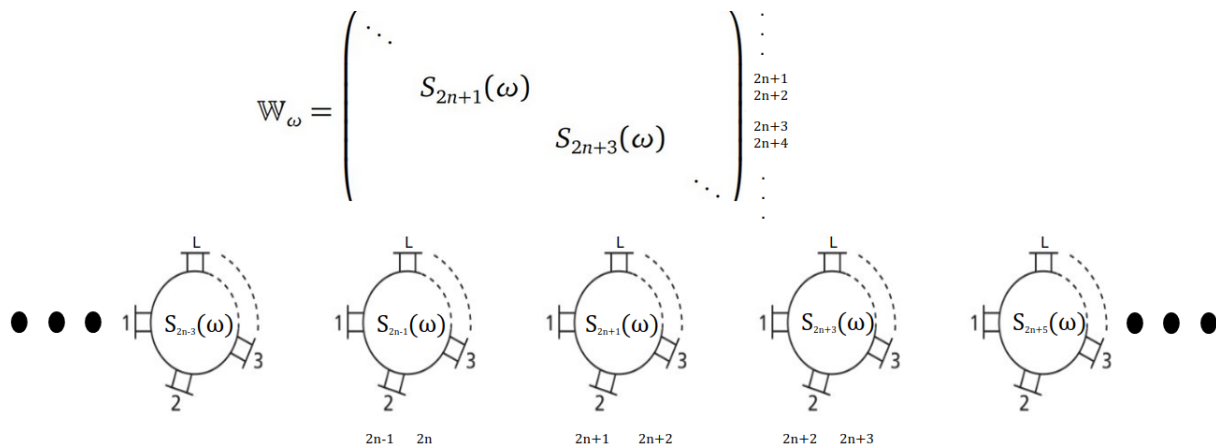 𝕎_ω = ( ⋱ S_{2n+1}(ω) S_{2n+3}(ω) ⋱ )
2n+1
2n+2
2n+3
2n+4
L L L L L
1 S_{2n-3}(ω) 1 S_{2n-1}(ω) 1 S_{2n+1}(ω) 1 S_{2n+3}(ω) 1 S_{2n+5}(ω)
3 3 3 3 3
2 2 2 2 2
2n-1 2n 2n+1 2n+2 2n+2 2n+3